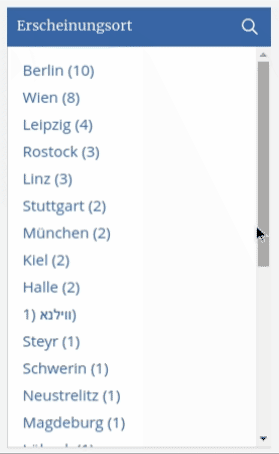 Erscheinungsort
Berlin (10)
Wien (8)
Leipzig (4)
Rostock (3)
Linz (3)
Stuttgart (2)
München (2)
Kiel (2)
Halle (2)
ווילנא (1)
Steyr (1)
Schwerin (1)
Neustrelitz (1)
Magdeburg (1)